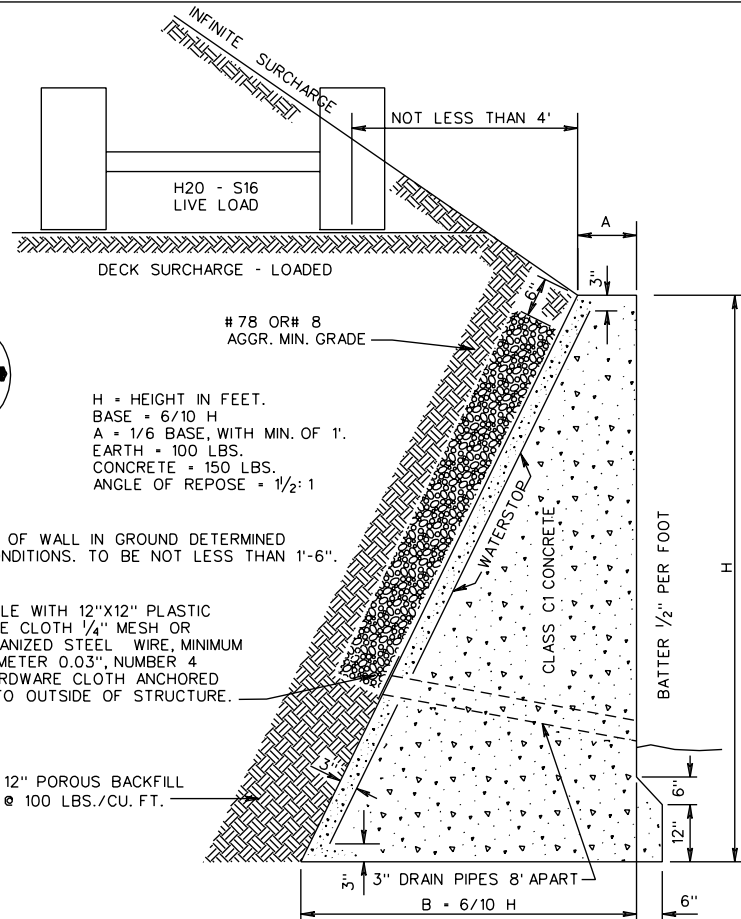 INFINITE SURCHARGE
NOT LESS THAN 4'
H20 - S16
LIVE LOAD
A
DECK SURCHARGE - LOADED
3"
6"
# 78 OR# 8
AGGR. MIN. GRADE
H = HEIGHT IN FEET.
BASE = 6/10 H
A = 1/6 BASE, WITH MIN. OF 1'.
EARTH = 100 LBS.
CONCRETE = 150 LBS.
ANGLE OF REPOSE = 1 1/2: 1
WATERSTOP
CLASS C1 CONCRETE
BATTER 1/2" PER FOOT
H
OF WALL IN GROUND DETERMINED
NDITIONS. TO BE NOT LESS THAN 1'-6".
LE WITH 12"X12" PLASTIC
E CLOTH 1/4" MESH OR
ANIZED STEEL WIRE, MINIMUM
METER 0.03", NUMBER 4
RDWARE CLOTH ANCHORED
TO OUTSIDE OF STRUCTURE.
3"
12" POROUS BACKFILL
@ 100 LBS./CU. FT.
6"
12"
3"
3" DRAIN PIPES 8' APART
B = 6/10 H
6"